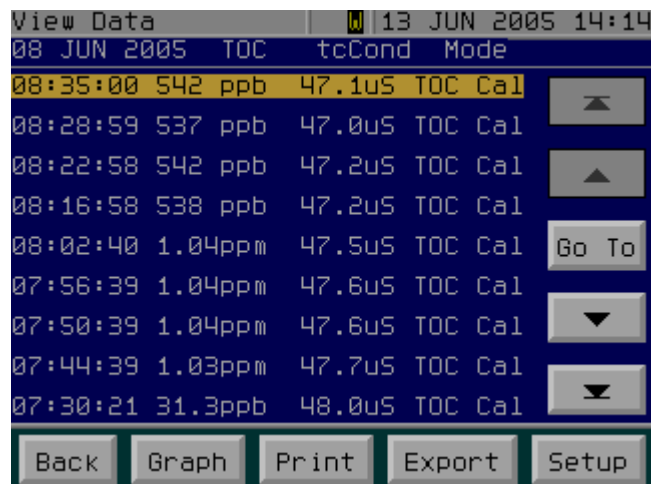 View Data W 13 JUN 2005 14:14
08 JUN 2005 TOC tcCond Mode
08:35:00 542 ppb 47.1uS TOC Cal
08:28:59 537 ppb 47.0uS TOC Cal
08:22:58 542 ppb 47.2uS TOC Cal
08:16:58 538 ppb 47.2uS TOC Cal
08:02:40 1.04ppm 47.5uS TOC Cal
Go To
07:56:39 1.04ppm 47.6uS TOC Cal
07:50:39 1.04ppm 47.6uS TOC Cal
07:44:39 1.03ppm 47.7uS TOC Cal
07:30:21 31.3ppb 48.0uS TOC Cal
Back Graph Print Export Setup